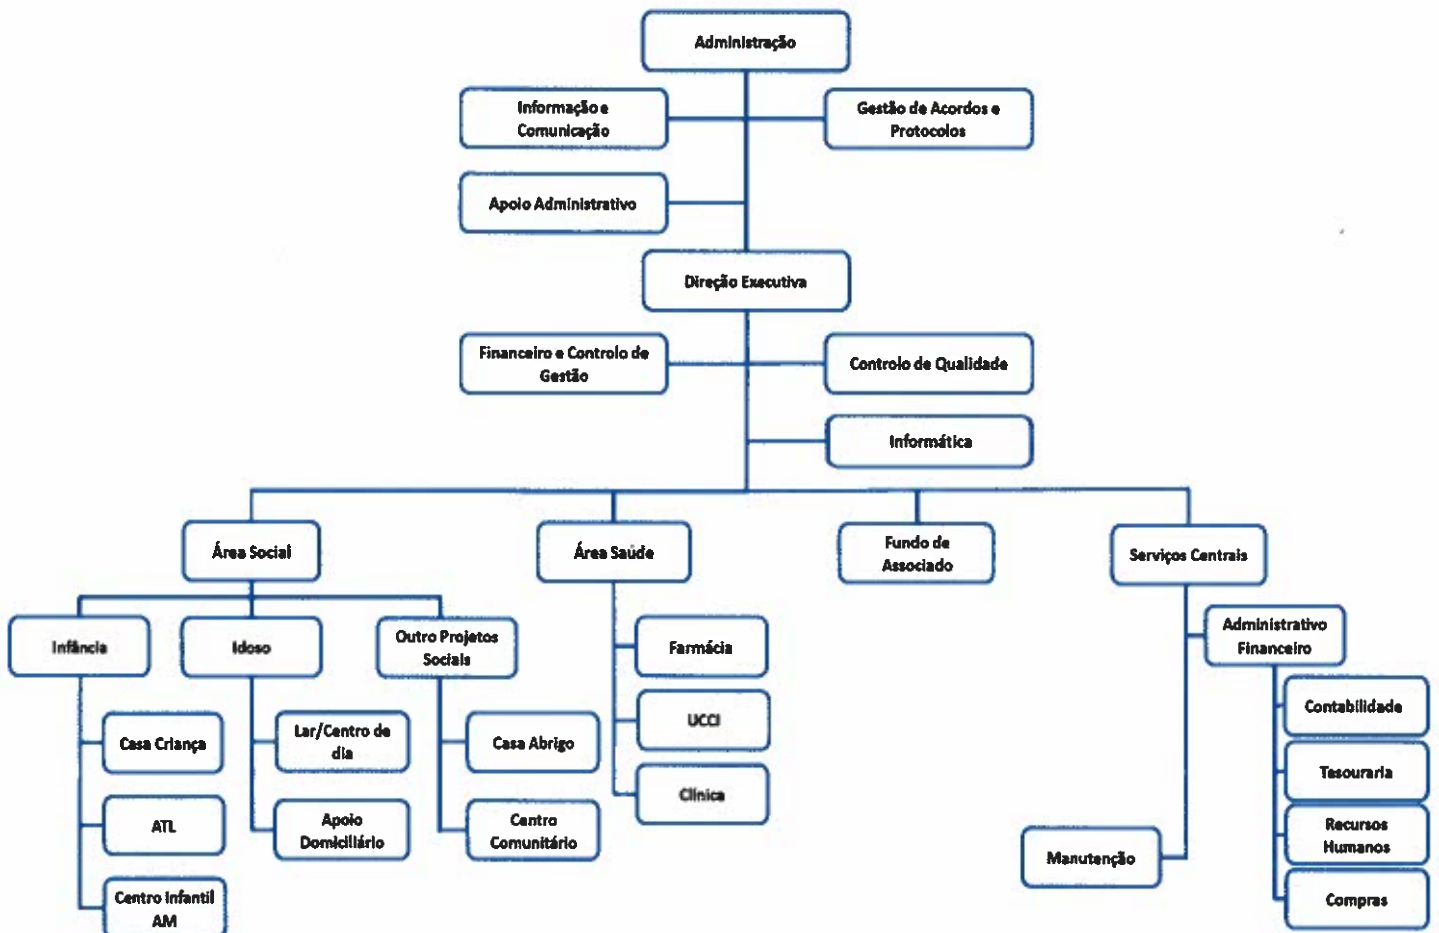 Administração
Informação e
Comunicação
Gestão de Acordos e
Protocolos
Apoio Administrativo
Direção Executiva
Financeiro e Controlo de
Gestão
Controlo de Qualidade
Informática
Área Social
Área Saúde
Fundo de
Associado
Serviços Centrais
Infância
Idoso
Outro Projetos
Sociais
Casa Criança
ATL
Centro Infantil
AM
Lar/Centro de
dia
Apoio
Domiciliário
Casa Abrigo
Centro
Comunitário
Farmácia
UCCI
Clínica
Administrativo
Financeiro
Contabilidade
Tesouraria
Recursos
Humanos
Compras
Manutenção